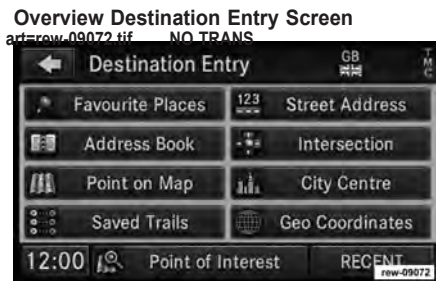 Overview Destination Entry Screen
art=rew-09072.tif NO TRANS
Destination Entry GB TMC
Favourite Places 123 Street Address
Address Book Intersection
Point on Map City Centre
Saved Trails Geo Coordinates
12:00 Point of Interest RECENT
rew-09072